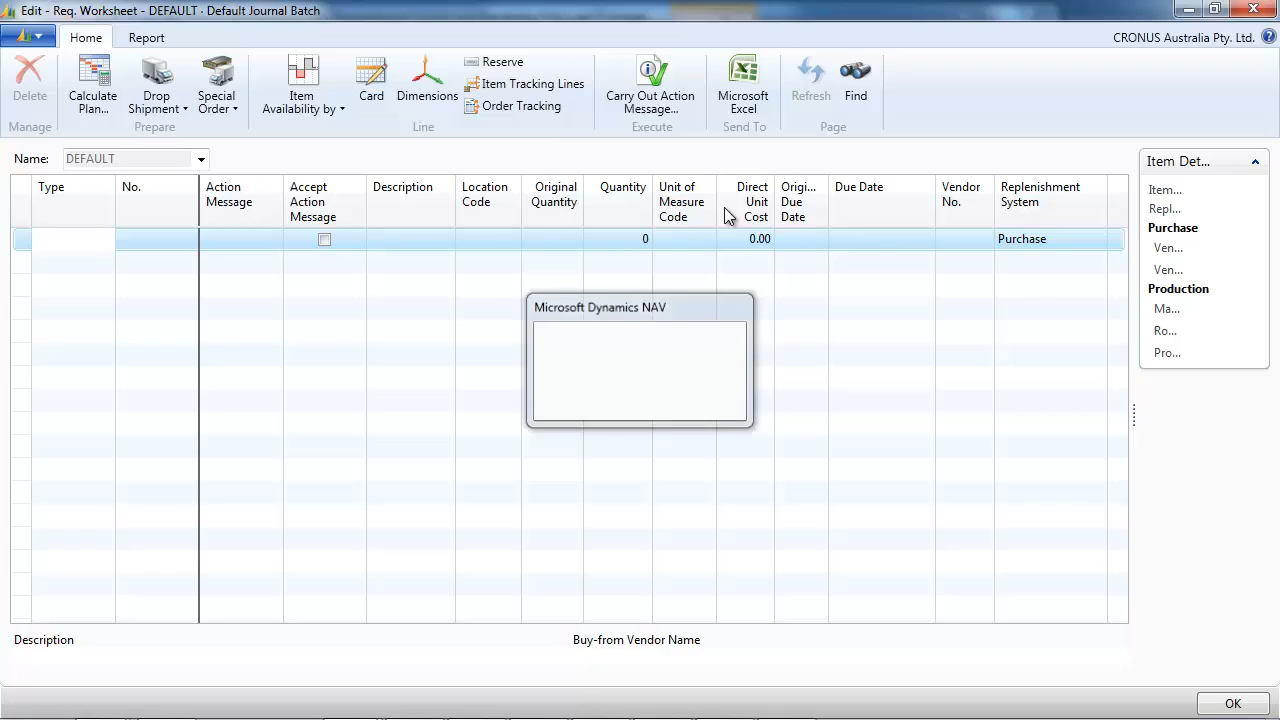 Edit - Req. Worksheet - DEFAULT · Default Journal Batch
Home
Report
CRONUS Australia Pty. Ltd.
Delete
Calculate Plan...
Drop Shipment
Special Order
Item Availability by
Card
Dimensions
Reserve
Item Tracking Lines
Order Tracking
Carry Out Action Message...
Microsoft Excel
Refresh
Find
Manage
Prepare
Line
Execute
Send To
Page
Name:
DEFAULT
Type
No.
Action Message
Accept Action Message
Description
Location Code
Original Quantity
Quantity
Unit of Measure Code
Direct Unit Cost
Origi... Due Date
Due Date
Vendor No.
Replenishment System
0
0.00
Purchase
Microsoft Dynamics NAV
Item Det...
Item...
Repl...
Purchase
Ven...
Ven...
Production
Ma...
Ro...
Pro...
Description
Buy-from Vendor Name
OK